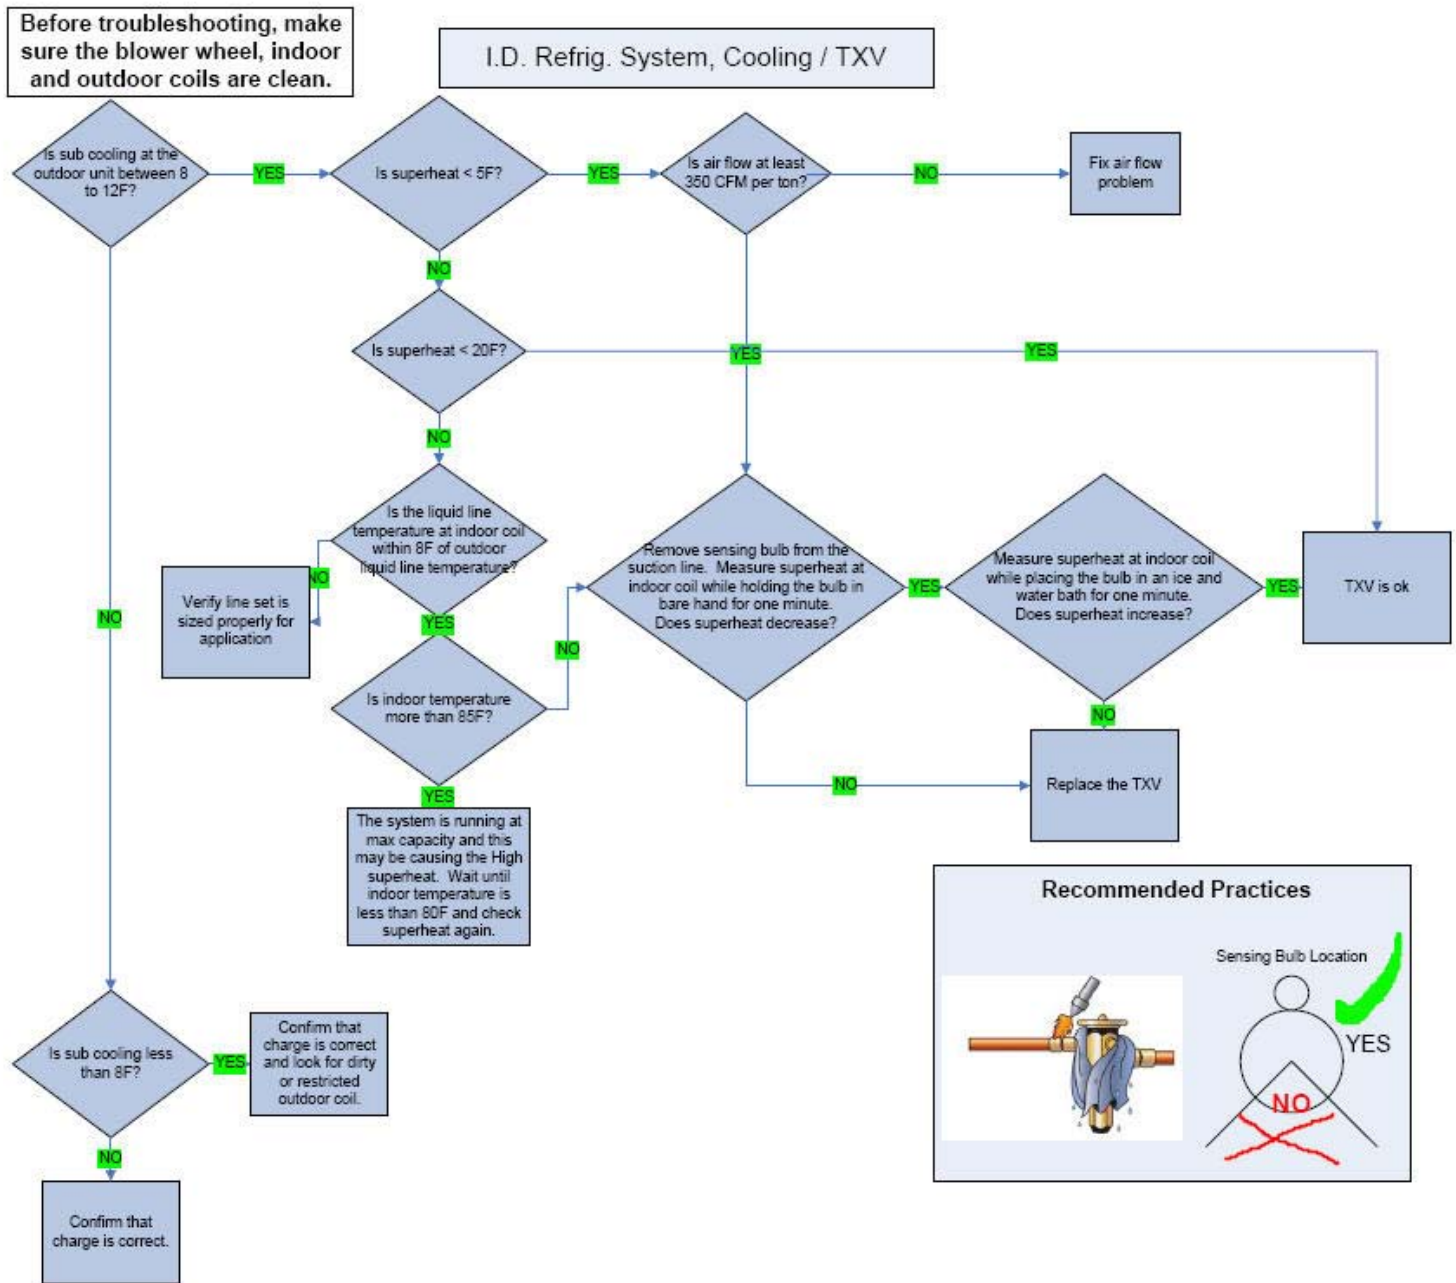 Before troubleshooting, make
sure the blower wheel, indoor
and outdoor coils are clean.
I.D. Refrig. System, Cooling / TXV
Is sub cooling at the
outdoor unit between 8
to 12F?
YES
Is superheat < 5F?
YES
Is air flow at least
350 CFM per ton?
NO
Fix air flow
problem
NO
Is superheat < 20F?
YES
YES
NO
Is the liquid line
temperature at indoor coil
within 8F of outdoor
liquid line temperature?
NO
Verify line set is
sized properly for
application
YES
Is indoor temperature
more than 85F?
NO
Remove sensing bulb from the
suction line. Measure superheat at
indoor coil while holding the bulb in
bare hand for one minute.
Does superheat decrease?
YES
Measure superheat at indoor coil
while placing the bulb in an ice and
water bath for one minute.
Does superheat increase?
YES
TXV is ok
NO
NO
Replace the TXV
YES
The system is running at
max capacity and this
may be causing the High
superheat. Wait until
indoor temperature is
less than 80F and check
superheat again.
NO
Is sub cooling less
than 8F?
YES
Confirm that
charge is correct
and look for dirty
or restricted
outdoor coil.
NO
Confirm that
charge is correct.
Recommended Practices
Sensing Bulb Location
YES
NO